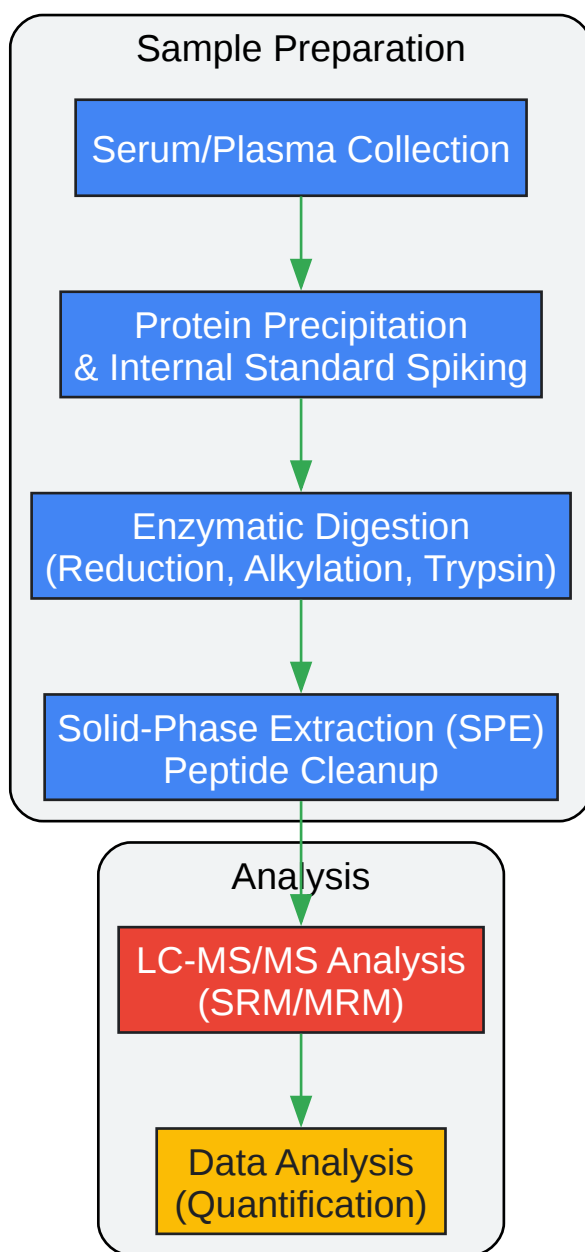 Sample Preparation
Serum/Plasma Collection
Protein Precipitation
& Internal Standard Spiking
Enzymatic Digestion
(Reduction, Alkylation, Trypsin)
Solid-Phase Extraction (SPE)
Peptide Cleanup
Analysis
LC-MS/MS Analysis
(SRM/MRM)
Data Analysis
(Quantification)